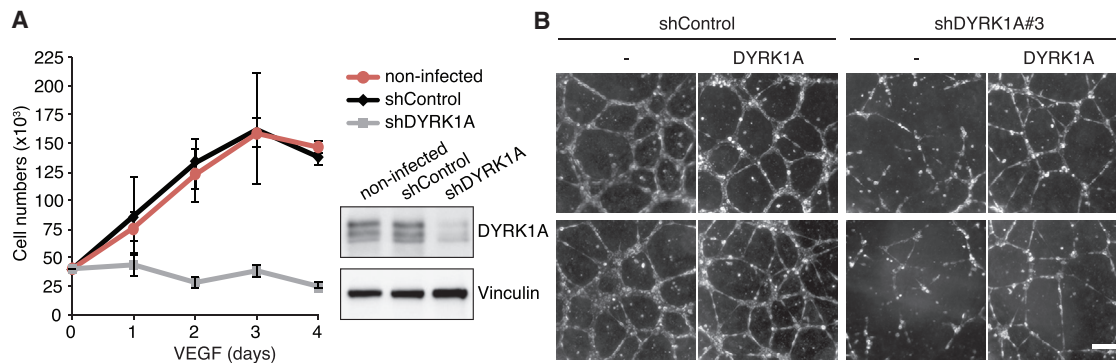 A
225
200
175
150
125
100
75
50
25
0
Cell numbers (x10³)
0 1 2 3 4
VEGF (days)
non-infected
shControl
shDYRK1A
non-infected
shControl
shDYRK1A
DYRK1A
Vinculin
B
shControl
shDYRK1A#3
- DYRK1A - DYRK1A